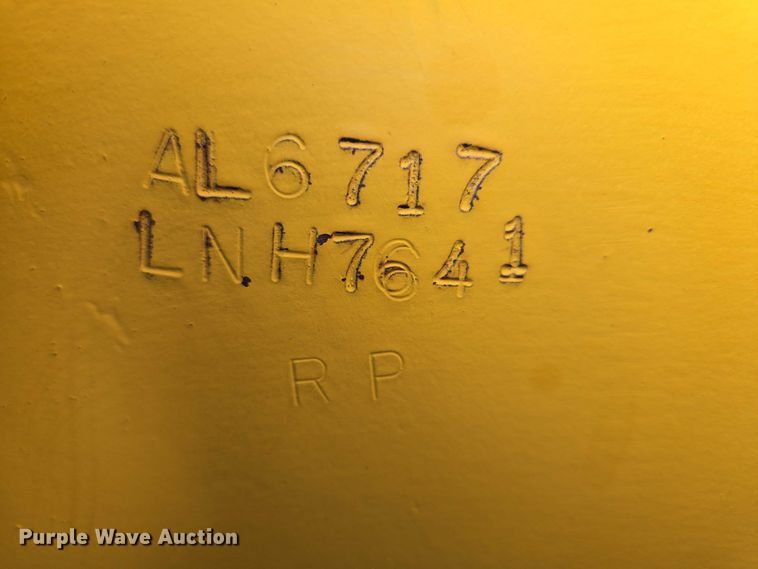 AL6717
LNH7641
RP
Purple Wave Auction